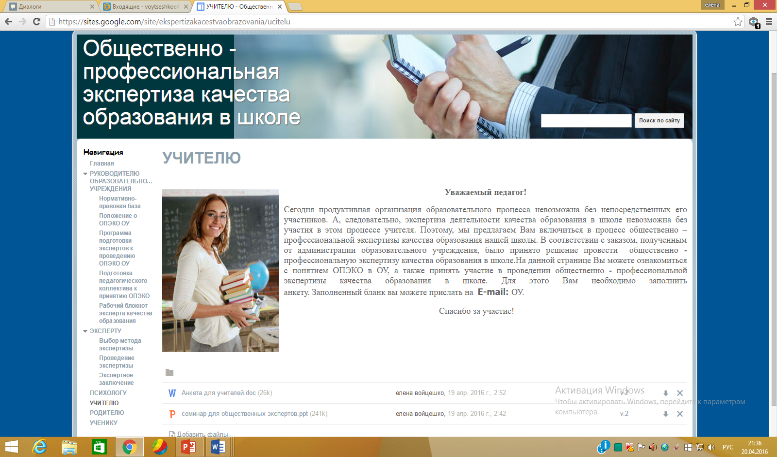 Диалоги
Входящие - voytseshko
УЧИТЕЛЮ - Обществен
https://sites.google.com/site/ekspertizakacestvaobrazovania/ucitelu
Общественно -
профессиональная
экспертиза качества
образования в школе
Поиск по сайту
Навигация
Главная
РУКОВОДИТЕЛЮ
ОБРАЗОВАТЕЛЬНО...
УЧРЕЖДЕНИЯ
Нормативно-
правовая база
Положение о
ОПЭКО ОУ
Программа
подготовки
экспертов к
проведению
ОПЭКО ОУ
Подготовка
педагогического
коллектива к
принятию ОПЭКО
Рабочий блокнот
эксперта качества
образования
ЭКСПЕРТУ
Выбор метода
экспертизы
Проведение
экспертизы
Экспертное
заключение
ПСИХОЛОГУ
УЧИТЕЛЮ
РОДИТЕЛЮ
УЧЕНИКУ
УЧИТЕЛЮ
Уважаемый педагог!
Сегодня продуктивная организация образовательного процесса невозможна без непосредственных его
участников. А, следовательно, экспертиза деятельности качества образования в школе невозможна без
участия в этом процессе учителя. Поэтому, мы предлагаем Вам включиться в процесс общественно –
профессиональной экспертизы качества образования нашей школы. В соответствии с заказом, полученным
от администрации образовательного учреждения, было принято решение провести общественно -
профессиональную экспертизу качества образования в школе.На данной странице Вы можете ознакомиться
с понятием ОПЭКО в ОУ, а также принять участие в проведении общественно - профессиональной
экспертизы качества образования в школе. Для этого Вам необходимо заполнить
анкету. Заполненный бланк вы можете прислать на E-mail: ОУ.
Спасибо за участие!
Анкета для учителей.doc (26k) елена войцешко, 19 апр. 2016 г., 2:52 v.2
семинар для общественных экспертов.ppt (241k) елена войцешко, 19 апр. 2016 г., 2:42 v.2
Добавить файлы
Активация Windows
Чтобы активировать Windows, перейдите к параметрам
компьютера.
РУС
21:36
20.04.2016